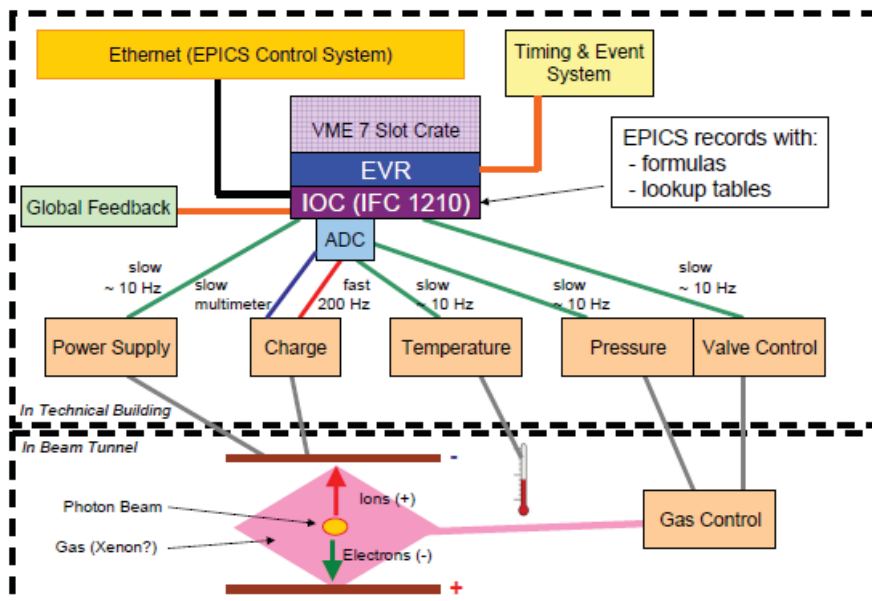 Ethernet (EPICS Control System)
Timing & Event
System
VME 7 Slot Crate
EVR
IOC (IFC 1210)
EPICS records with:
- formulas
- lookup tables
Global Feedback
ADC
slow
~ 10 Hz
slow
multimeter
fast
200 Hz
slow
~ 10 Hz
slow
~ 10 Hz
slow
~ 10 Hz
Power Supply
Charge
Temperature
Pressure
Valve Control
In Technical Building
In Beam Tunnel
-
Ions (+)
Photon Beam
Gas (Xenon?)
Electrons (-)
Gas Control
+